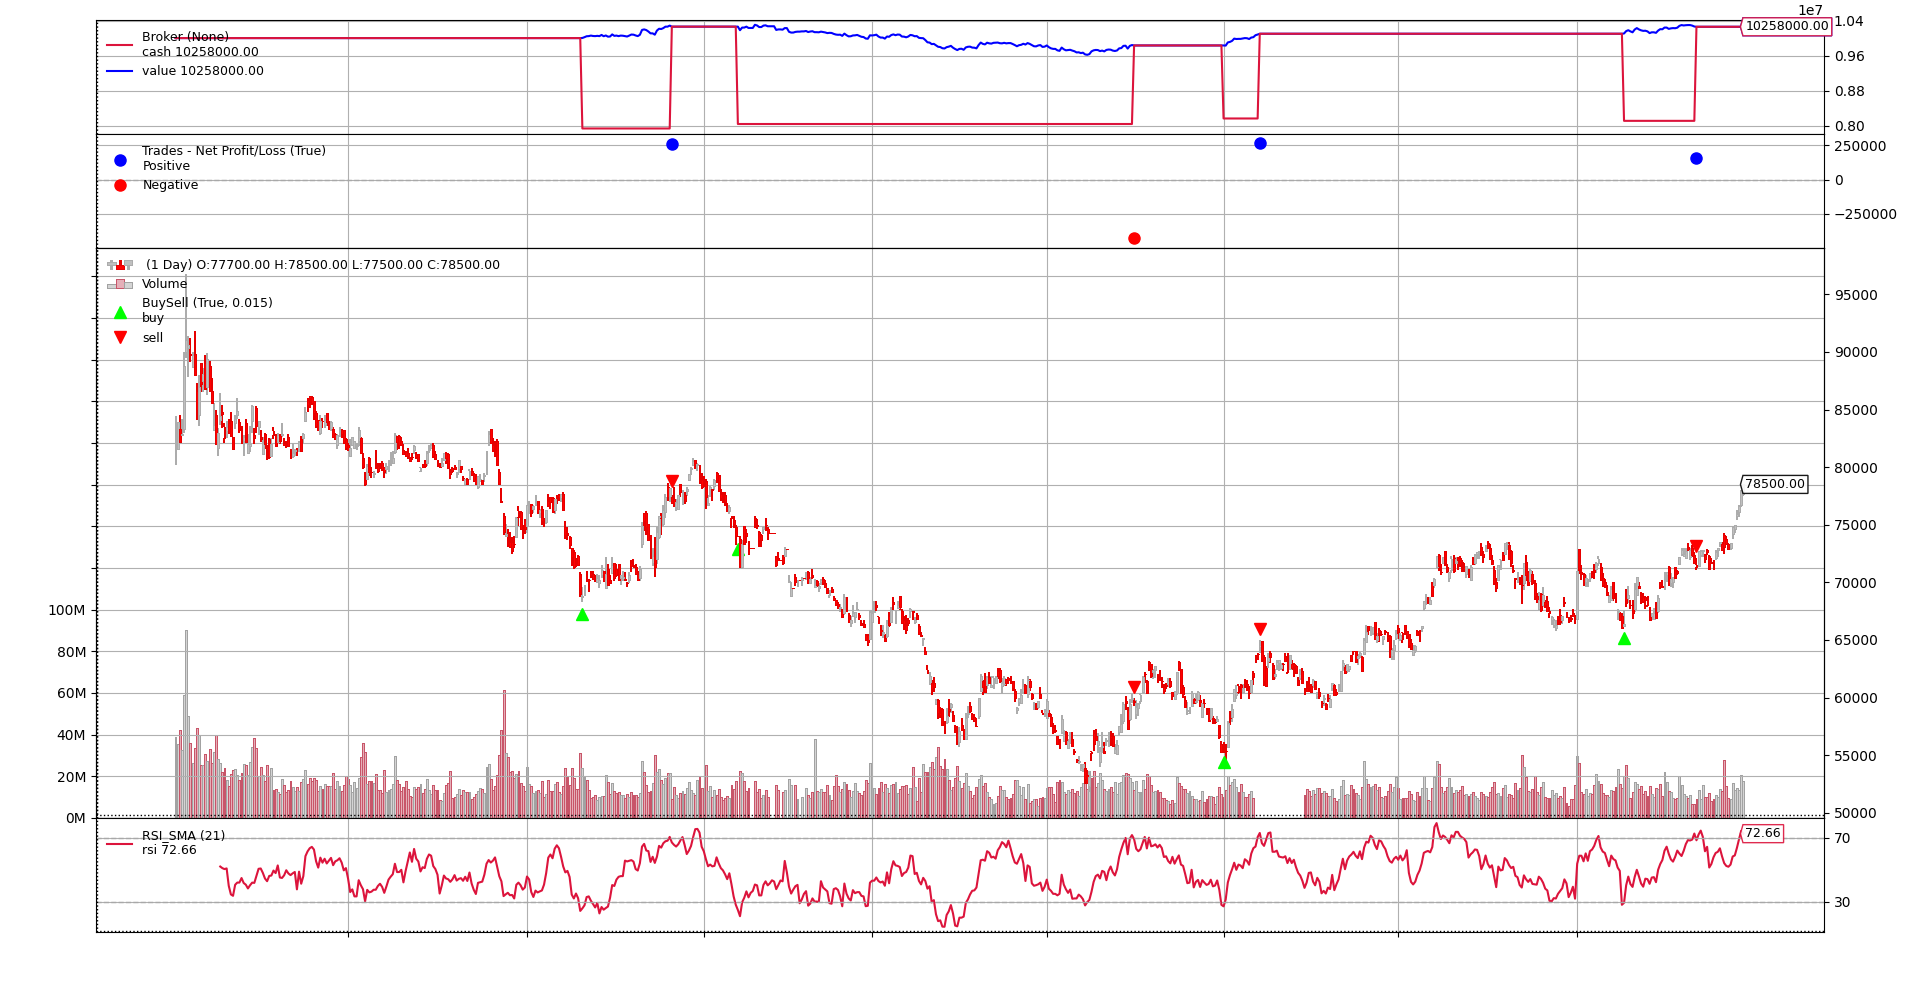 1e7
Broker (None)
cash 10258000.00
value 10258000.00
10258000.00
1.04
0.96
0.88
0.80
Trades - Net Profit/Loss (True)
Positive
Negative
250000
0
−250000
(1 Day) O:77700.00 H:78500.00 L:77500.00 C:78500.00
Volume
BuySell (True, 0.015)
buy
sell
95000
90000
85000
80000
78500.00
75000
70000
65000
60000
55000
50000
100M
80M
60M
40M
20M
0M
RSI_SMA (21)
rsi 72.66
72.66
70
30